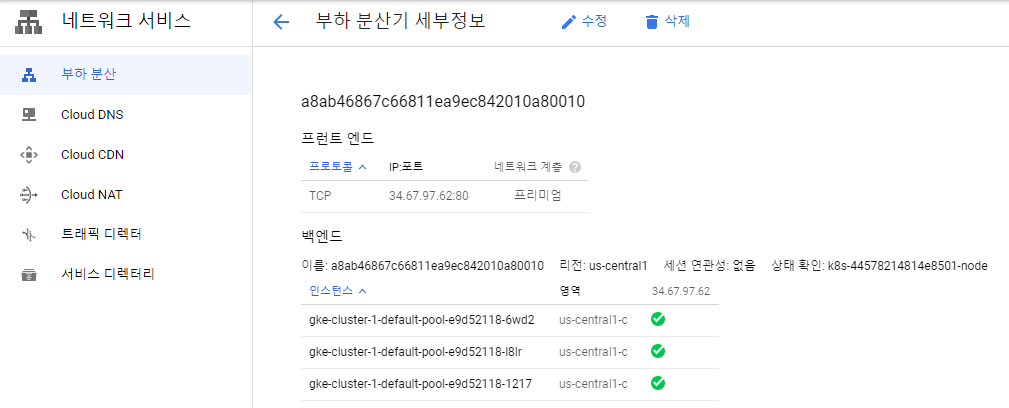 네트워크 서비스
부하 분산
Cloud DNS
Cloud CDN
Cloud NAT
트래픽 디렉터
서비스 디렉터리
부하 분산기 세부정보 수정 삭제
a8ab46867c66811ea9ec842010a80010
프런트 엔드
프로토콜 IP:포트 네트워크 계층 ?
TCP 34.67.97.62:80 프리미엄
백엔드
이름: a8ab46867c66811ea9ec842010a80010 리전: us-central1 세션 연관성: 없음 상태 확인: k8s-44578214814e8501-node
인스턴스 영역 34.67.97.62
gke-cluster-1-default-pool-e9d52118-6wd2 us-central1-c
gke-cluster-1-default-pool-e9d52118-l8lr us-central1-c
gke-cluster-1-default-pool-e9d52118-1217 us-central1-c